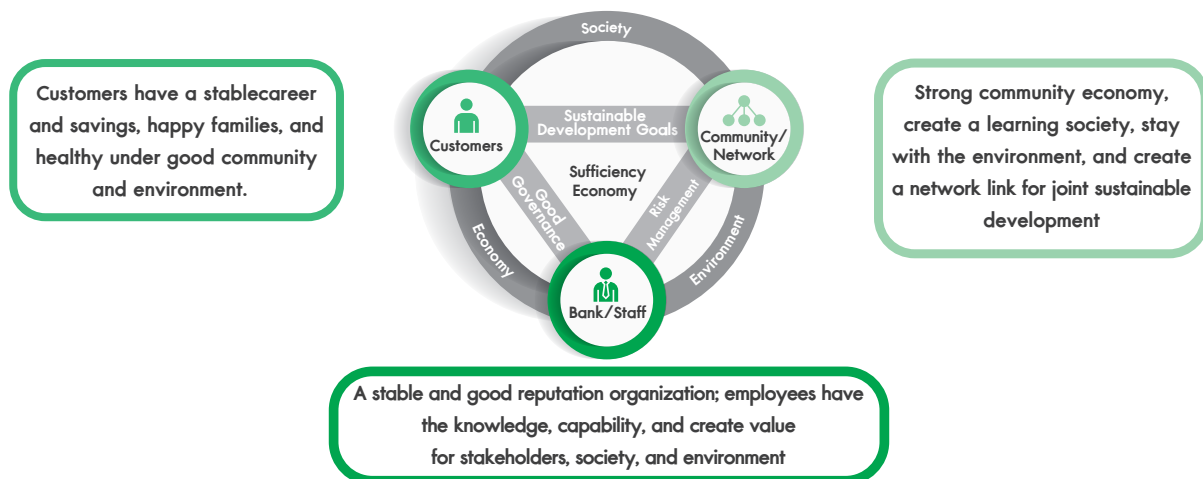 Society
Customers have a stablecareer
and savings, happy families, and
healthy under good community
and environment.
Customers
Sustainable
Development Goals
Community/
Network
Sufficiency
Economy
Good
Governance
Risk
Management
Economy
Environment
Bank/Staff
Strong community economy,
create a learning society, stay
with the environment, and create
a network link for joint sustainable
development
A stable and good reputation organization; employees have
the knowledge, capability, and create value
for stakeholders, society, and environment